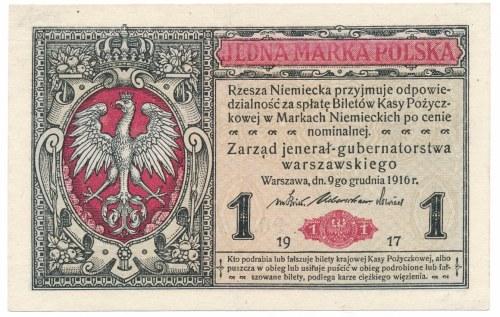 JEDNA MARKA POLSKA
Rzesza Niemiecka przyjmuje odpowie-
dzialność za spłatę Biletów Kasy Pożycz-
kowej w Markach Niemieckich po cenie
nominalnej.
Zarząd jenerał-gubernatorstwa
warszawskiego
Warszawa, dn. 9go grudnia 1916 r.
1 1
19 17
Kto podrabia lub fałszuje bilety krajowej Kasy Pożyczkowej, albo
puszcza w obieg lub usiłuje puścić w obieg podrobione lub fał-
szowane bilety, podlega karze ciężkiego więzienia.